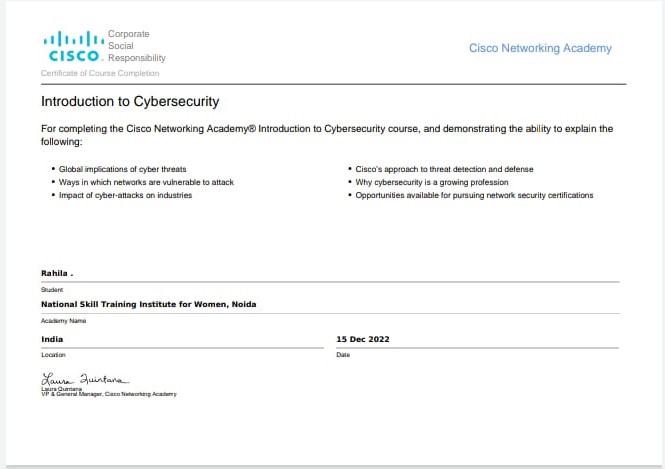 Corporate
Social
Responsibility
CISCO.
Cisco Networking Academy
Certificate of Course Completion
Introduction to Cybersecurity
For completing the Cisco Networking Academy® Introduction to Cybersecurity course, and demonstrating the ability to explain the
following:
• Global implications of cyber threats
• Ways in which networks are vulnerable to attack
• Impact of cyber-attacks on industries
• Cisco's approach to threat detection and defense
• Why cybersecurity is a growing profession
• Opportunities available for pursuing network security certifications
Rahila .
Student
National Skill Training Institute for Women, Noida
Academy Name
India
Location
15 Dec 2022
Date
Laura Quintana
Laura Quintana
VP & General Manager, Cisco Networking Academy